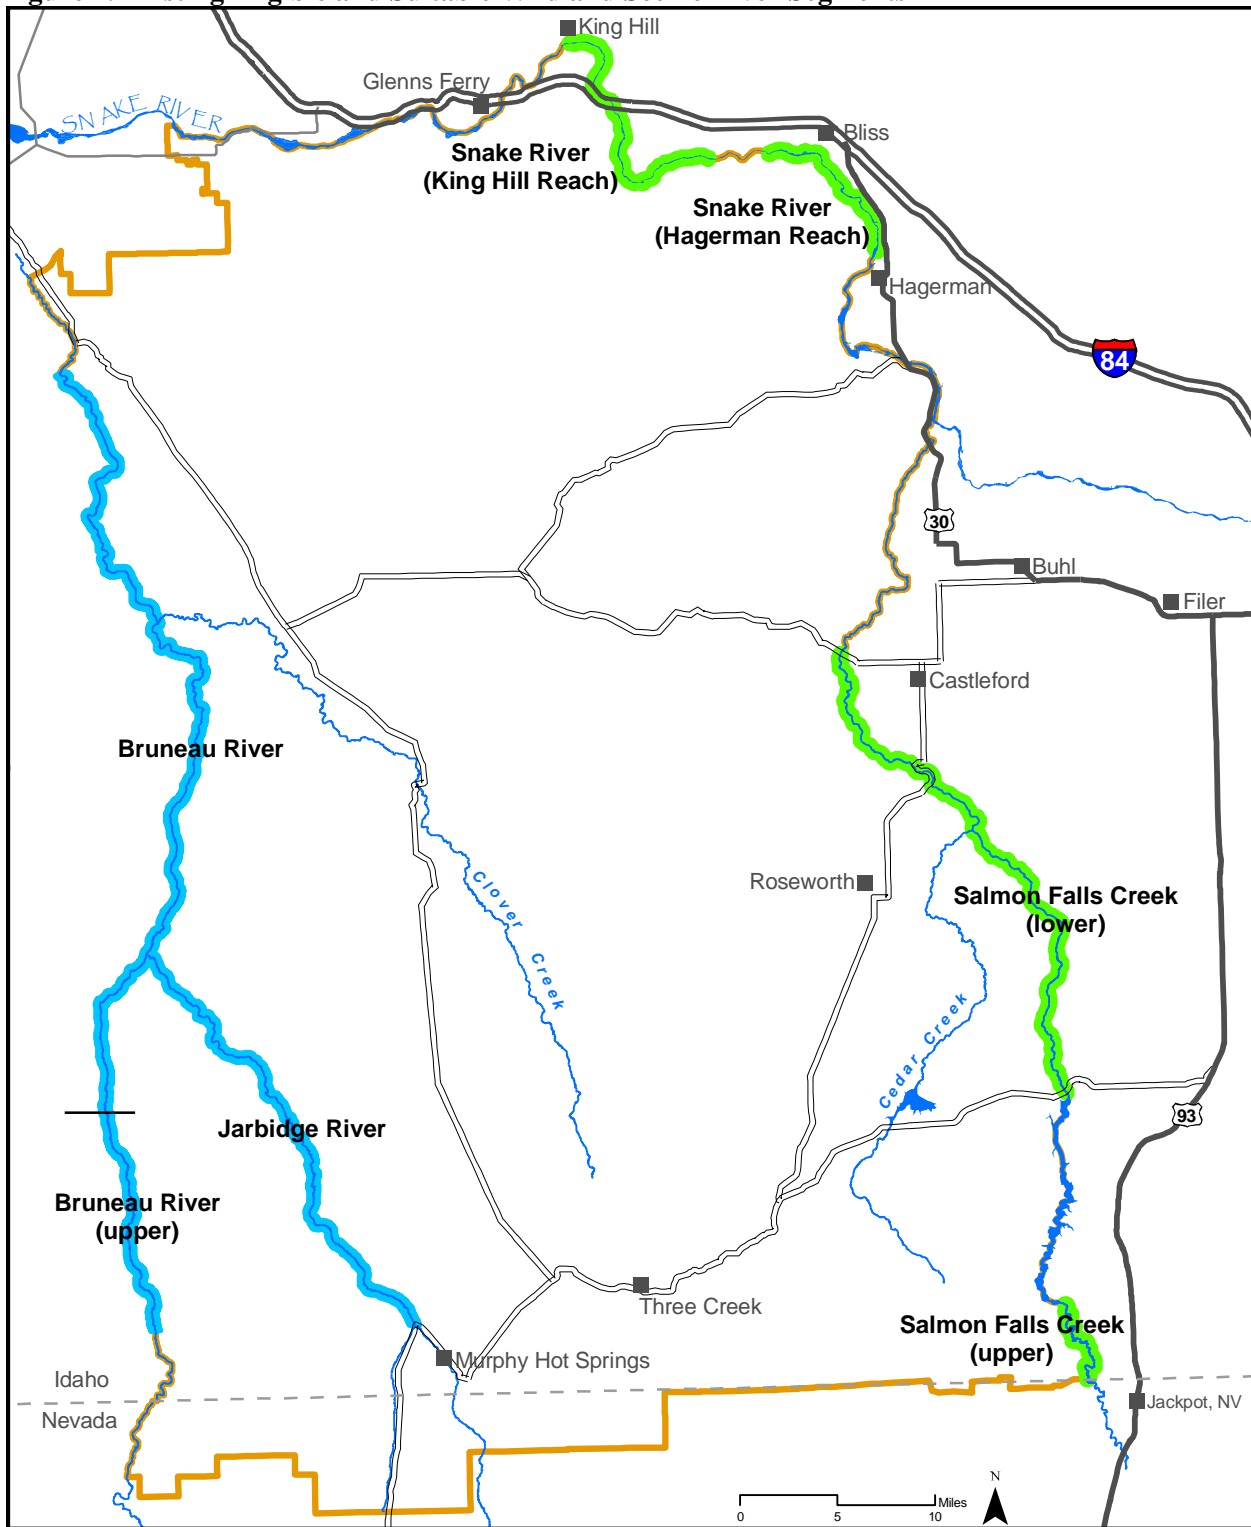 King Hill
Glenns Ferry
SNAKE RIVER
Bliss
Snake River
(King Hill Reach)
Snake River
(Hagerman Reach)
Hagerman
84
30
Buhl
Filer
Castleford
Bruneau River
Roseworth
Clover Creek
Salmon Falls Creek
(lower)
Cedar Creek
93
Jarbidge River
Bruneau River
(upper)
Three Creek
Salmon Falls Creek
(upper)
Murphy Hot Springs
Idaho
Nevada
Jackpot, NV
N
Miles
0 5 10